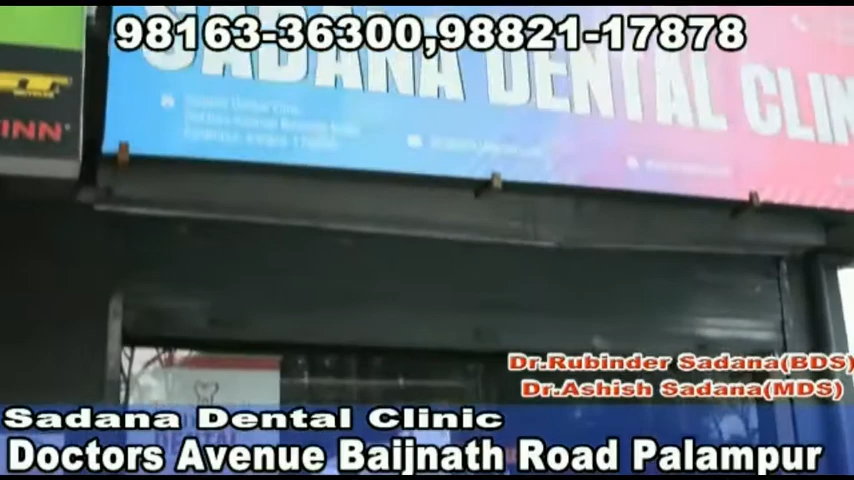 98163-36300,98821-17878
SADANA DENTAL CLIN
INN
Dr.Rubinder Sadana(BDS)
Dr.Ashish Sadana(MDS)
Sadana Dental Clinic
DENTAL
Doctors Avenue Baijnath Road Palampur